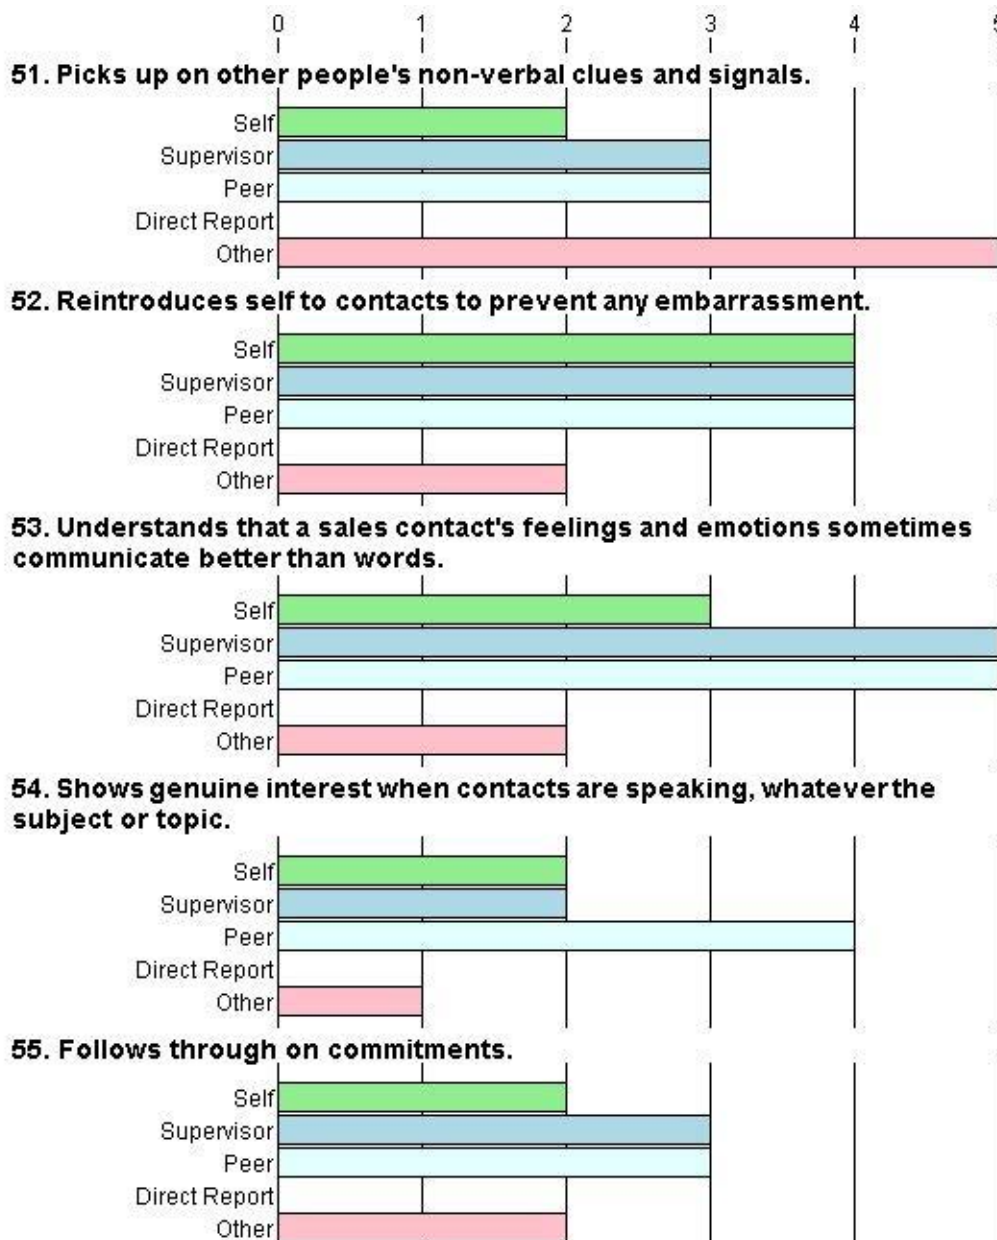 0 1 2 3 4 5
51. Picks up on other people's non-verbal clues and signals.
Self
Supervisor
Peer
Direct Report
Other
52. Reintroduces self to contacts to prevent any embarrassment.
Self
Supervisor
Peer
Direct Report
Other
53. Understands that a sales contact's feelings and emotions sometimes
communicate better than words.
Self
Supervisor
Peer
Direct Report
Other
54. Shows genuine interest when contacts are speaking, whatever the
subject or topic.
Self
Supervisor
Peer
Direct Report
Other
55. Follows through on commitments.
Self
Supervisor
Peer
Direct Report
Other